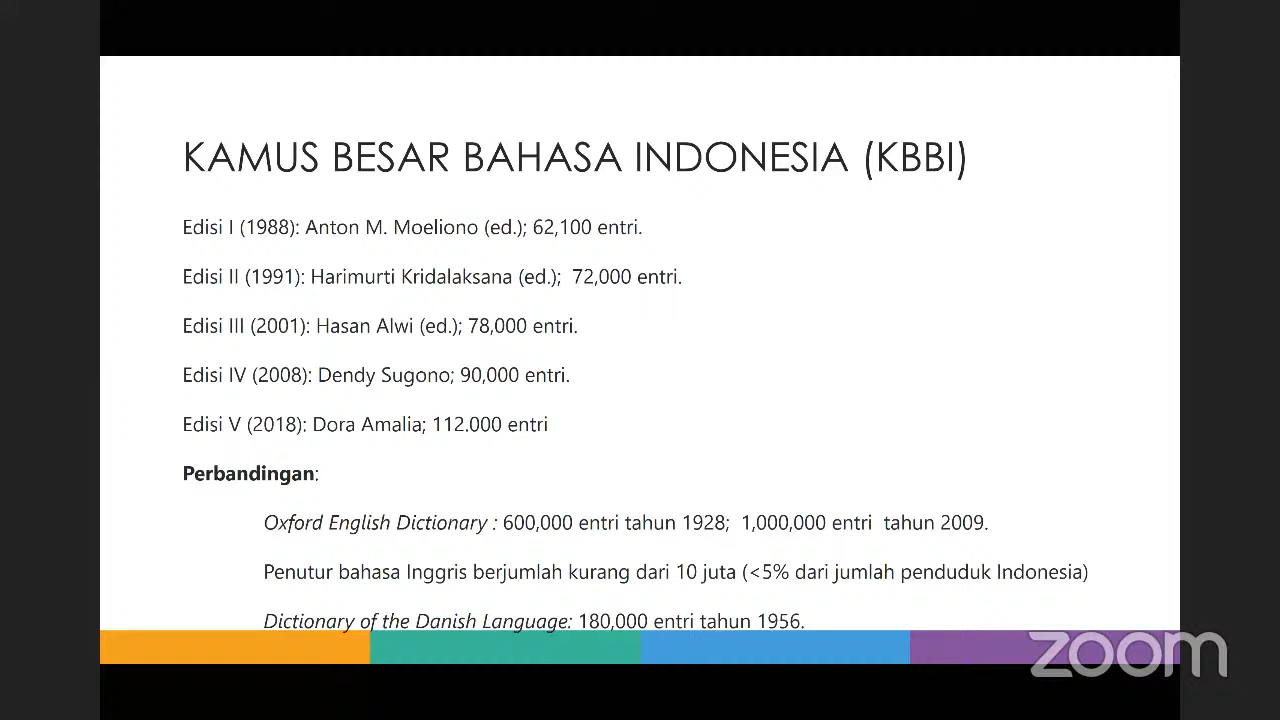 KAMUS BESAR BAHASA INDONESIA (KBBI)
Edisi I (1988): Anton M. Moeliono (ed.); 62,100 entri.
Edisi II (1991): Harimurti Kridalaksana (ed.); 72,000 entri.
Edisi III (2001): Hasan Alwi (ed.); 78,000 entri.
Edisi IV (2008): Dendy Sugono; 90,000 entri.
Edisi V (2018): Dora Amalia; 112.000 entri
Perbandingan:
Oxford English Dictionary : 600,000 entri tahun 1928; 1,000,000 entri tahun 2009.
Penutur bahasa Inggris berjumlah kurang dari 10 juta (<5% dari jumlah penduduk Indonesia)
Dictionary of the Danish Language: 180,000 entri tahun 1956.
zoom